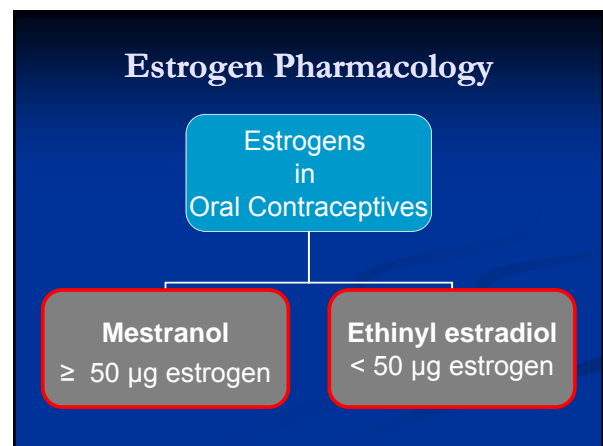 Estrogen Pharmacology
Estrogens
in
Oral Contraceptives
Mestranol
≥ 50 µg estrogen
Ethinyl estradiol
< 50 µg estrogen